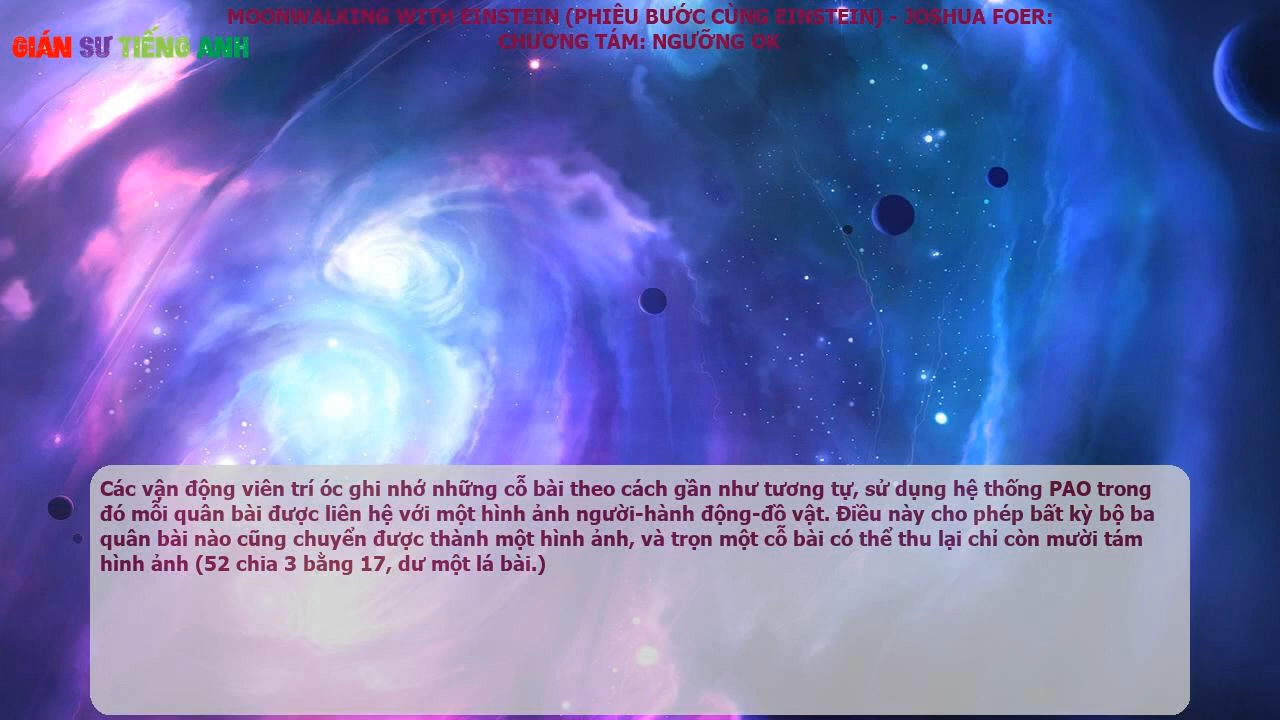 MOONWALKING WITH EINSTEIN (PHIÊU BƯỚC CÙNG EINSTEIN) - JOSHUA FOER:
CHƯƠNG TÁM: NGƯỠNG OK
GIÁN SƯ TIẾNG ANH
Các vận động viên trí óc ghi nhớ những cỗ bài theo cách gần như tương tự, sử dụng hệ thống PAO trong
đó mỗi quân bài được liên hệ với một hình ảnh người-hành động-đồ vật. Điều này cho phép bất kỳ bộ ba
quân bài nào cũng chuyển được thành một hình ảnh, và trọn một cỗ bài có thể thu lại chỉ còn mười tám
hình ảnh (52 chia 3 bằng 17, dư một lá bài.)